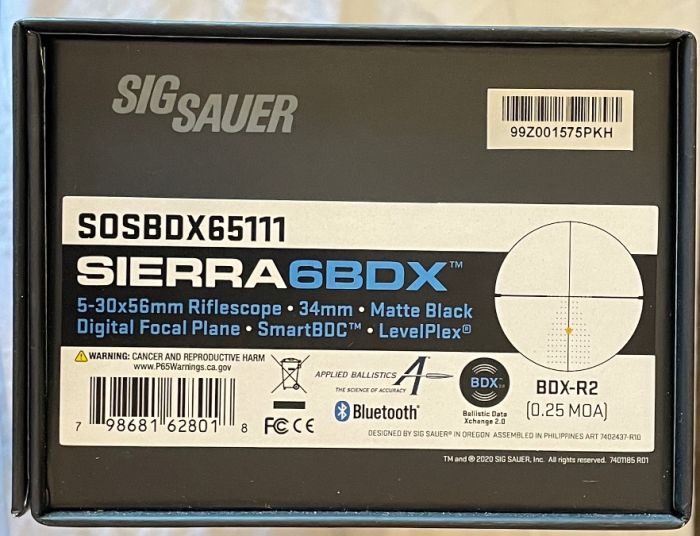 SIG SAUER
99Z001575PKH
SOSBDX65111
SIERRA6BDX™
5-30x56mm Riflescope • 34mm • Matte Black
Digital Focal Plane • SmartBDC™ • LevelPlex®
WARNING: CANCER AND REPRODUCTIVE HARM
www.P65Warnings.ca.gov
7 98681 62801 8
FC CE
APPLIED BALLISTICS
THE SCIENCE OF ACCURACY
A
Bluetooth®
BDX 2.0
Ballistic Data
Xchange 2.0
BDX-R2
(0.25 MOA)
DESIGNED BY SIG SAUER® IN OREGON ASSEMBLED IN PHILIPPINES ART 7402437-R10
TM and ® 2020 SIG SAUER, Inc. All rights reserved. 7401185 R01